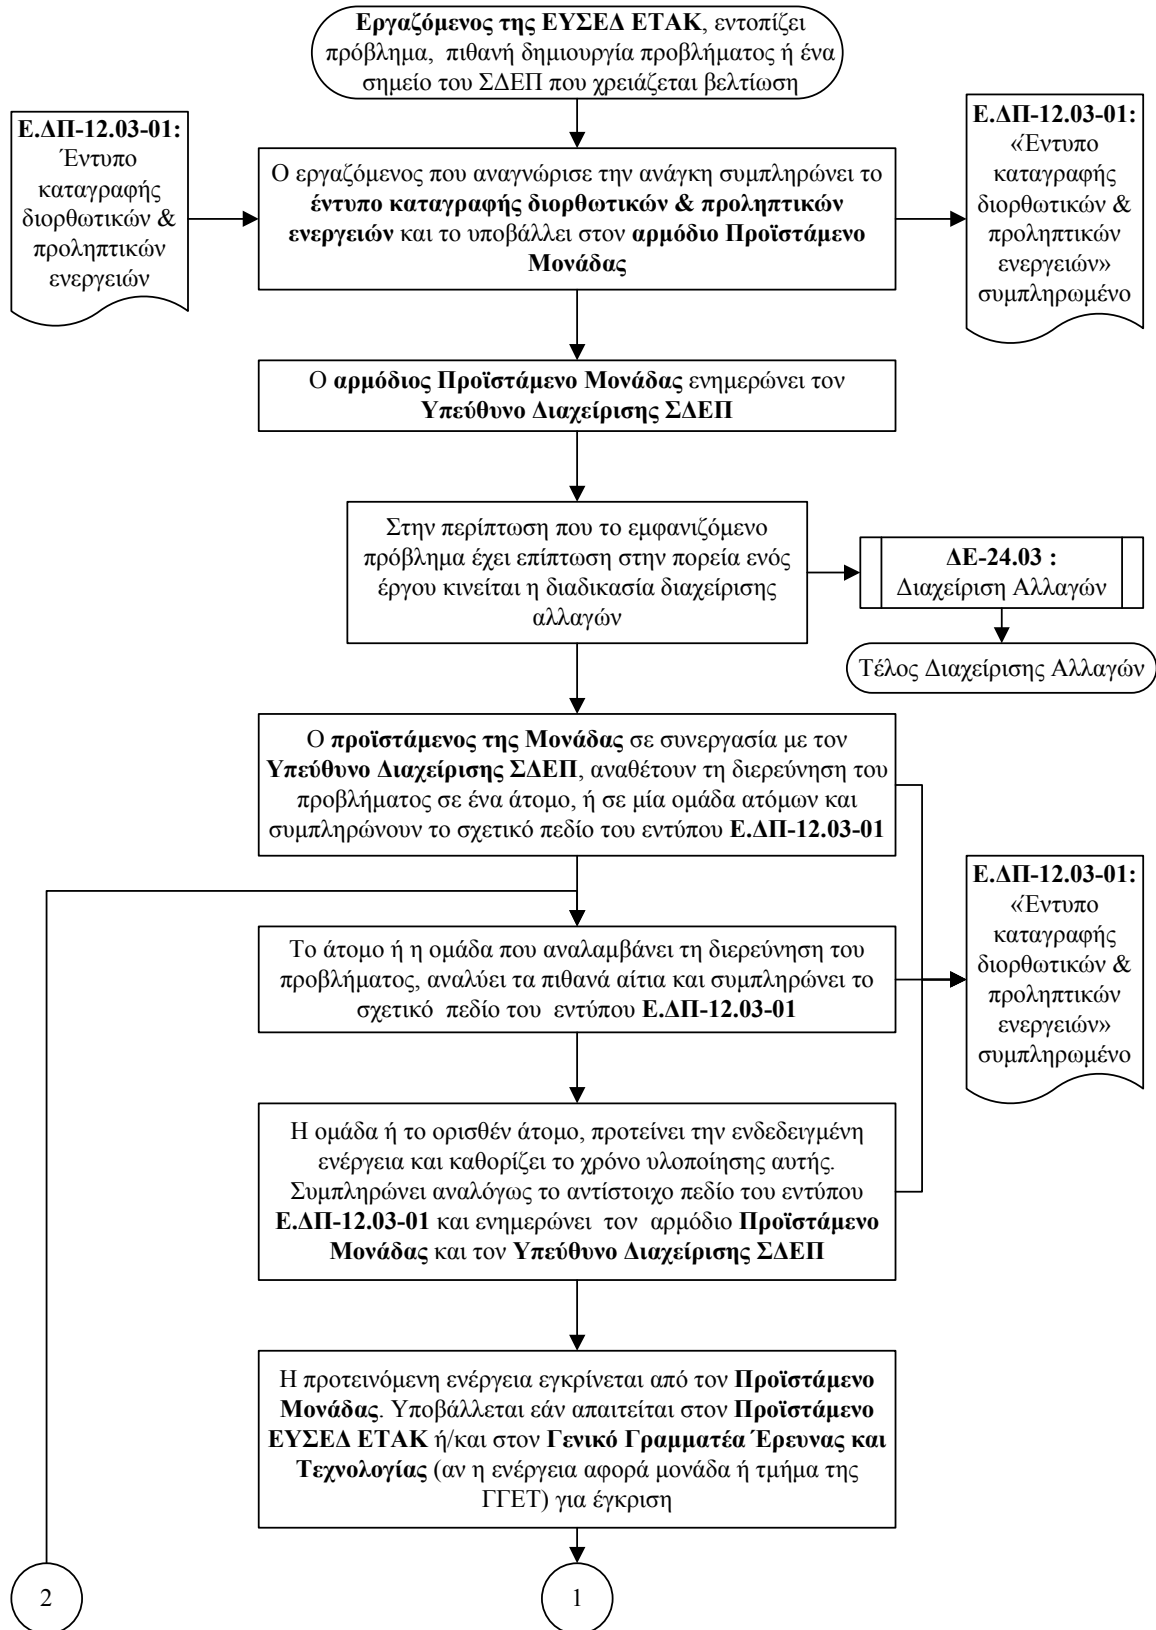 Εργαζόμενος της ΕΥΣΕΔ ΕΤΑΚ, εντοπίζει
πρόβλημα, πιθανή δημιουργία προβλήματος ή ένα
σημείο του ΣΔΕΠ που χρειάζεται βελτίωση
Ε.ΔΠ-12.03-01:
Έντυπο
καταγραφής
διορθωτικών &
προληπτικών
ενεργειών
Ο εργαζόμενος που αναγνώρισε την ανάγκη συμπληρώνει το
έντυπο καταγραφής διορθωτικών & προληπτικών
ενεργειών και το υποβάλλει στον αρμόδιο Προϊστάμενο
Μονάδας
Ε.ΔΠ-12.03-01:
«Έντυπο
καταγραφής
διορθωτικών &
προληπτικών
ενεργειών»
συμπληρωμένο
Ο αρμόδιος Προϊστάμενο Μονάδας ενημερώνει τον
Υπεύθυνο Διαχείρισης ΣΔΕΠ
Στην περίπτωση που το εμφανιζόμενο
πρόβλημα έχει επίπτωση στην πορεία ενός
έργου κινείται η διαδικασία διαχείρισης
αλλαγών
ΔΕ-24.03 :
Διαχείριση Αλλαγών
Τέλος Διαχείρισης Αλλαγών
Ο προϊστάμενος της Μονάδας σε συνεργασία με τον
Υπεύθυνο Διαχείρισης ΣΔΕΠ, αναθέτουν τη διερεύνηση του
προβλήματος σε ένα άτομο, ή σε μία ομάδα ατόμων και
συμπληρώνουν το σχετικό πεδίο του εντύπου Ε.ΔΠ-12.03-01
Το άτομο ή η ομάδα που αναλαμβάνει τη διερεύνηση του
προβλήματος, αναλύει τα πιθανά αίτια και συμπληρώνει το
σχετικό πεδίο του εντύπου Ε.ΔΠ-12.03-01
Ε.ΔΠ-12.03-01:
«Έντυπο
καταγραφής
διορθωτικών &
προληπτικών
ενεργειών»
συμπληρωμένο
Η ομάδα ή το ορισθέν άτομο, προτείνει την ενδεδειγμένη
ενέργεια και καθορίζει το χρόνο υλοποίησης αυτής.
Συμπληρώνει αναλόγως το αντίστοιχο πεδίο του εντύπου
Ε.ΔΠ-12.03-01 και ενημερώνει τον αρμόδιο Προϊστάμενο
Μονάδας και τον Υπεύθυνο Διαχείρισης ΣΔΕΠ
Η προτεινόμενη ενέργεια εγκρίνεται από τον Προϊστάμενο
Μονάδας. Υποβάλλεται εάν απαιτείται στον Προϊστάμενο
ΕΥΣΕΔ ΕΤΑΚ ή/και στον Γενικό Γραμματέα Έρευνας και
Τεχνολογίας (αν η ενέργεια αφορά μονάδα ή τμήμα της
ΓΓΕΤ) για έγκριση
2
1